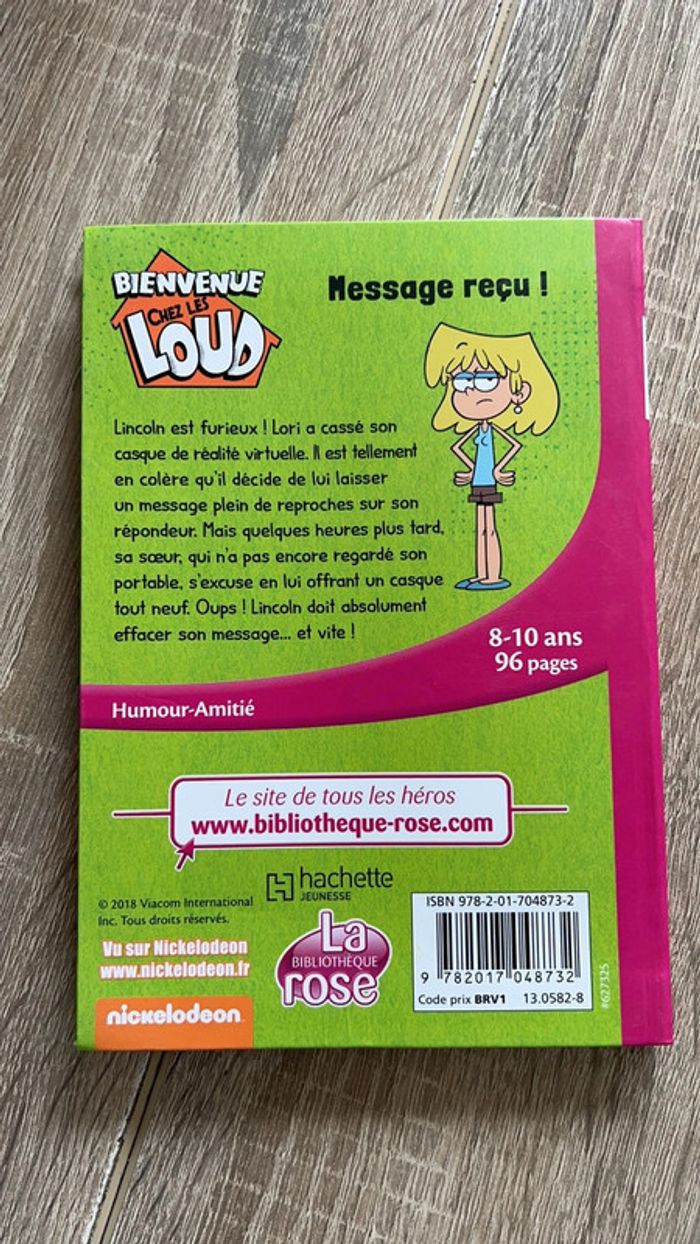 BIENVENUE
CHEZ LES
LOUD
Message reçu !
Lincoln est furieux ! Lori a cassé son
casque de réalité virtuelle. Il est tellement
en colère qu'il décide de lui laisser
un message plein de reproches sur son
répondeur. Mais quelques heures plus tard,
sa sœur, qui n'a pas encore regardé son
portable, s'excuse en lui offrant un casque
tout neuf. Oups ! Lincoln doit absolument
effacer son message... et vite !
8-10 ans
96 pages
Humour-Amitié
Le site de tous les héros
www.bibliotheque-rose.com
hachette
JEUNESSE
© 2018 Viacom International
Inc. Tous droits réservés.
Vu sur Nickelodeon
www.nickelodeon.fr
nickelodeon
La
BIBLIOTHÈQUE
rose
ISBN 978-2-01-704873-2
9 782017 048732
Code prix BRV1 13.0582-8
#627325